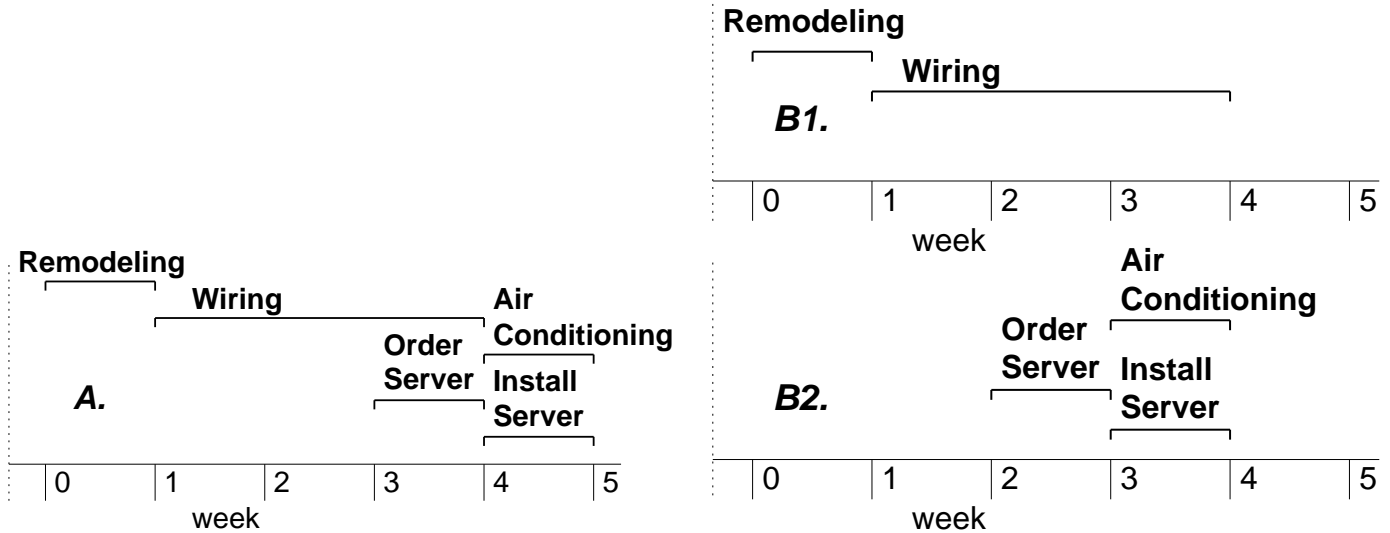 Remodeling
Wiring
Air
Conditioning
Order
Server
Install
Server
A.
0 1 2 3 4 5
week
Remodeling
Wiring
B1.
0 1 2 3 4 5
week
Air
Conditioning
Order
Server
Install
Server
B2.
0 1 2 3 4 5
week